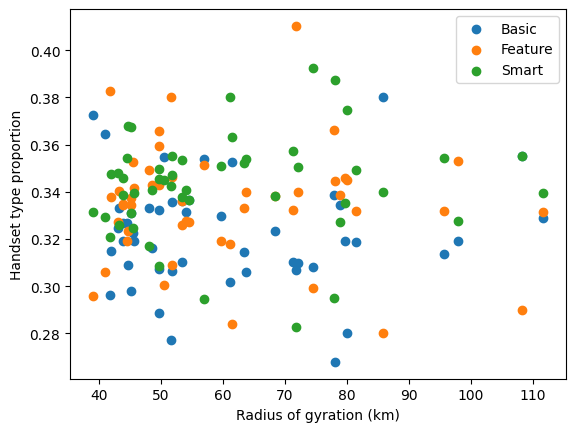 Basic
Feature
Smart
0.40
0.38
0.36
0.34
0.32
0.30
0.28
Handset type proportion
40 50 60 70 80 90 100 110
Radius of gyration (km)